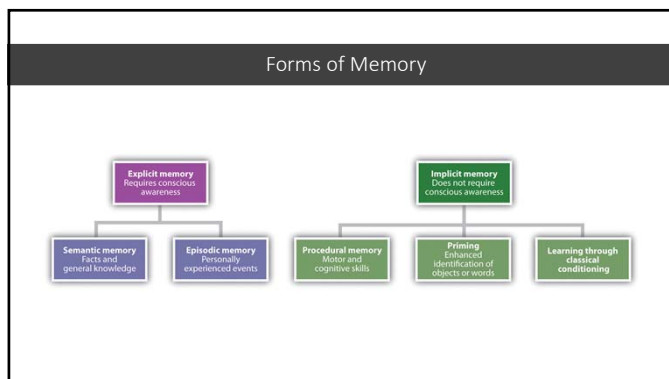 Forms of Memory
Explicit memory
Requires conscious
awareness
Implicit memory
Does not require
conscious awareness
Semantic memory
Facts and
general knowledge
Episodic memory
Personally
experienced events
Procedural memory
Motor and
cognitive skills
Priming
Enhanced
identification of
objects or words
Learning through
classical
conditioning